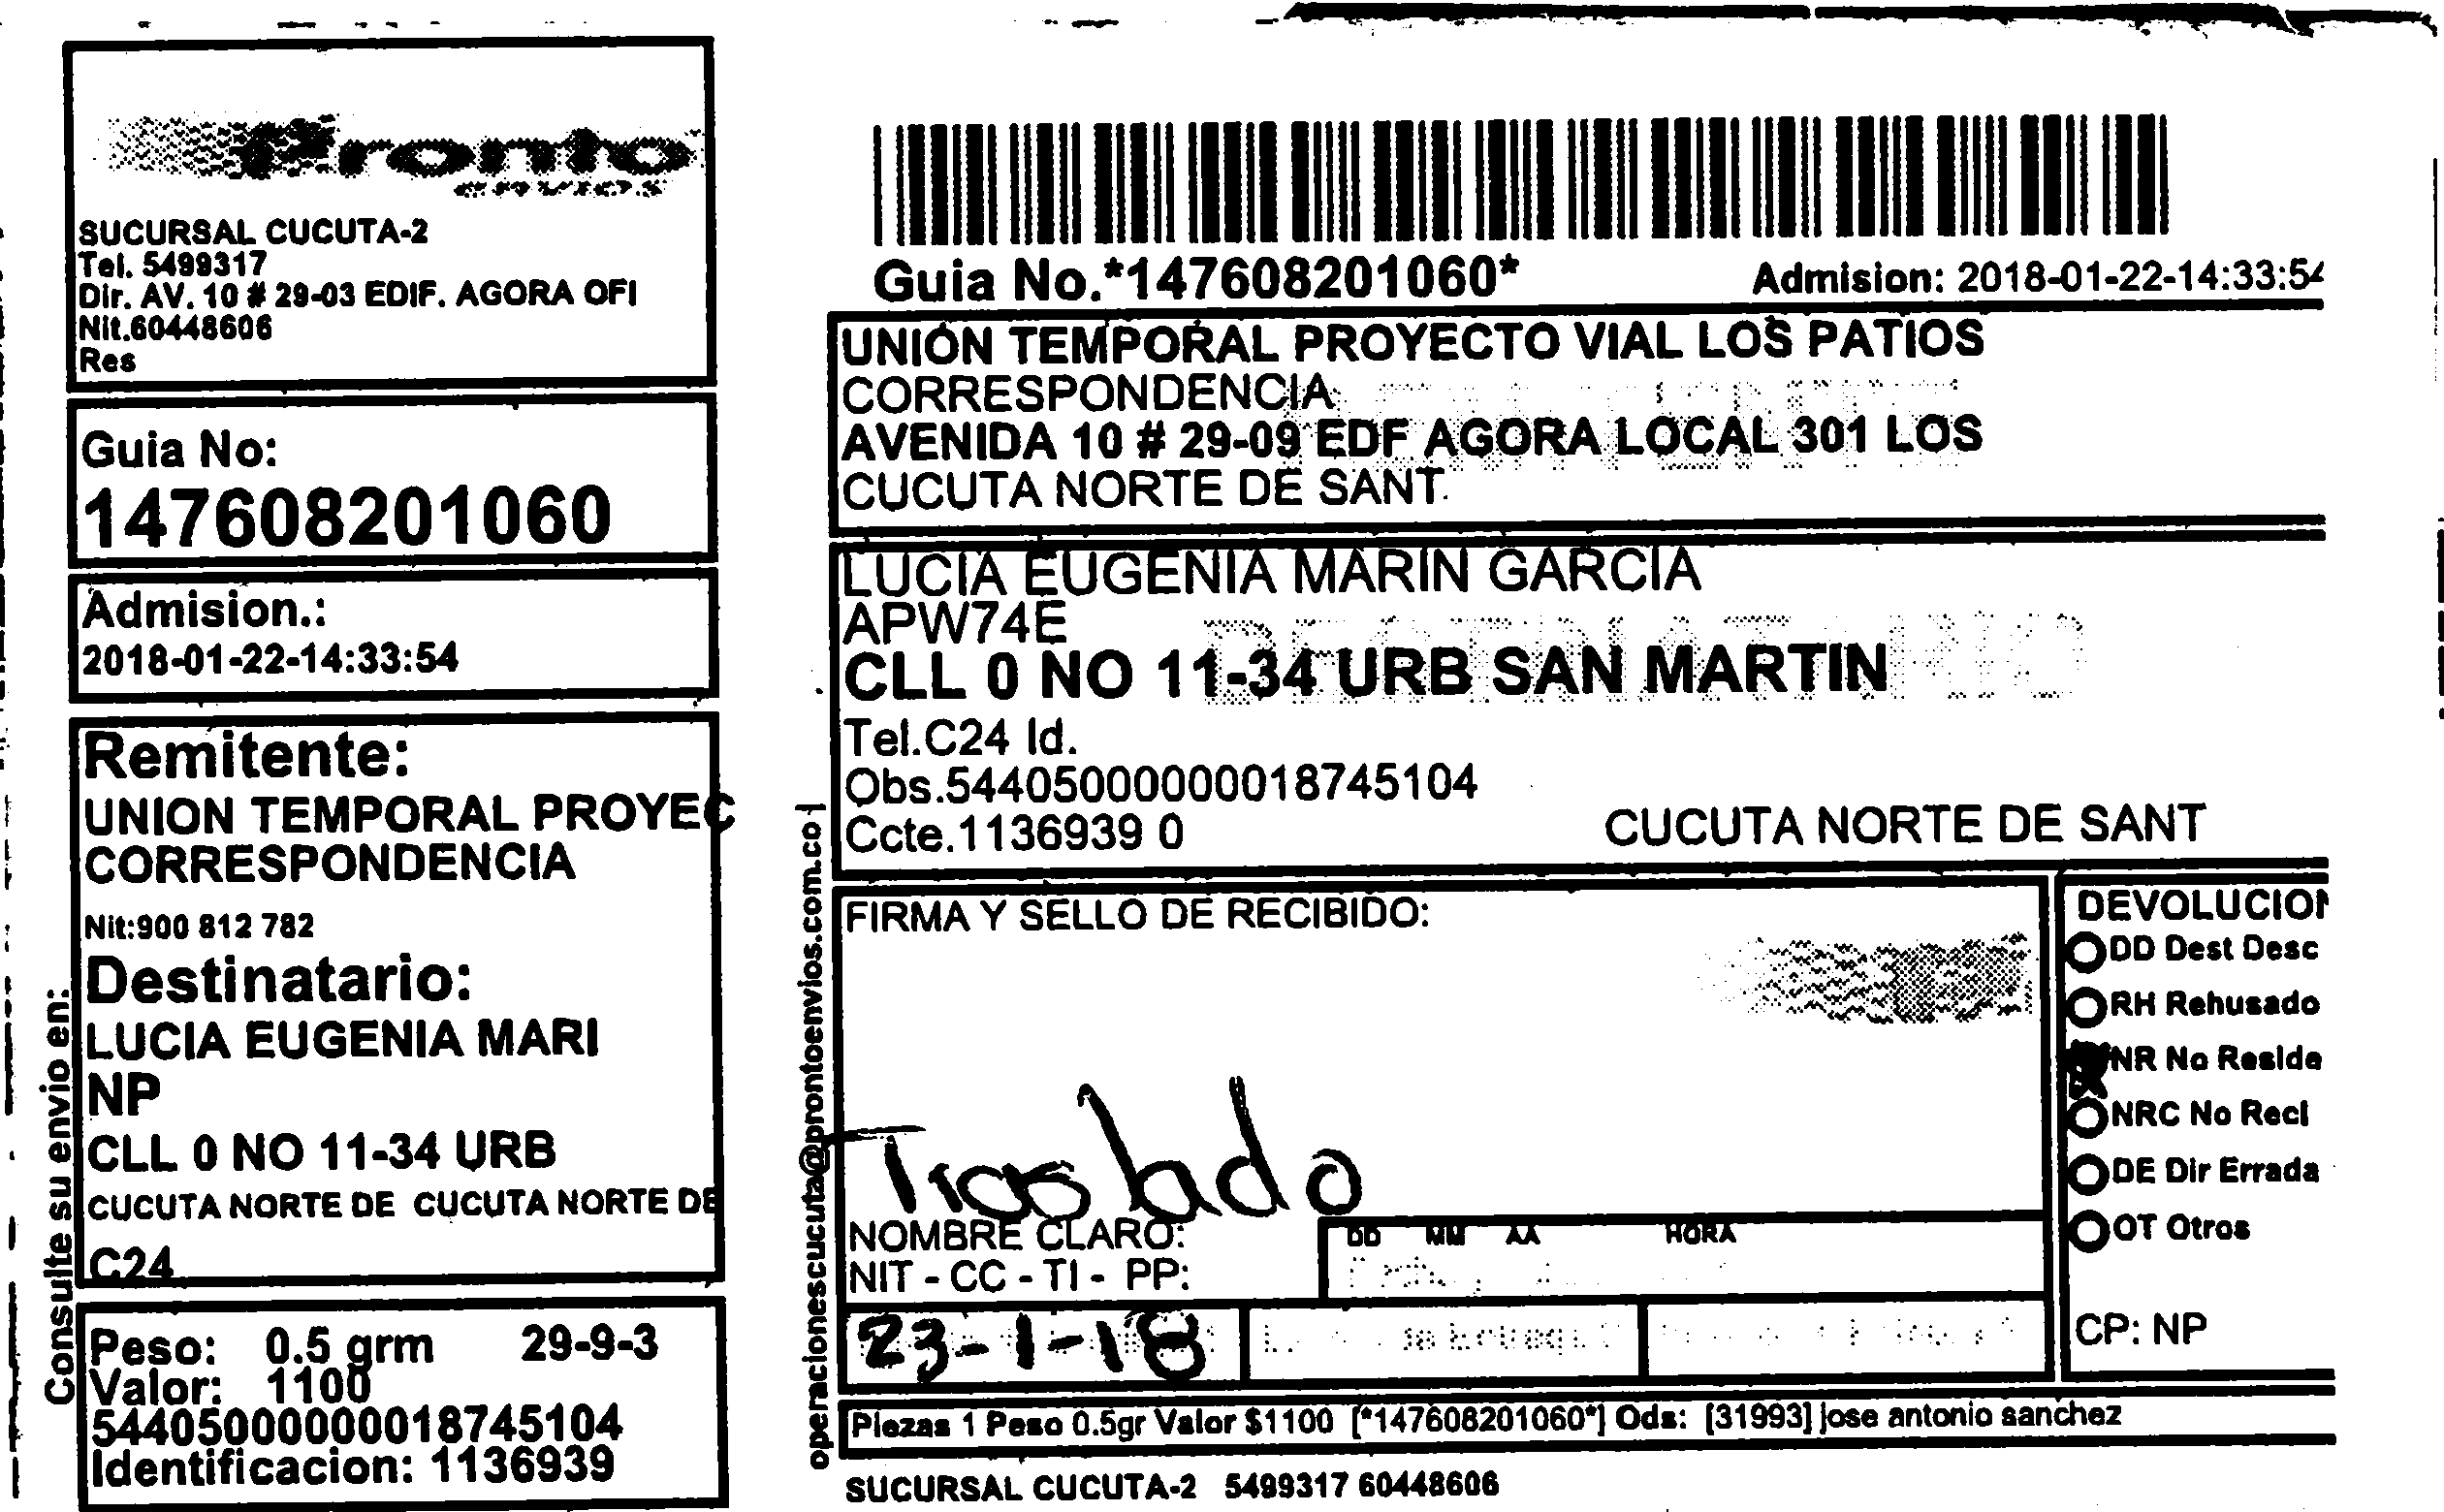 Pronto
envios
SUCURSAL CUCUTA-2
Tel. 5499317
Dir. AV. 10 # 29-03 EDIF. AGORA OFI
Nit.60448606
Res
Guia No:
147608201060
Admision.:
2018-01-22-14:33:54
Remitente:
UNION TEMPORAL PROYEC
CORRESPONDENCIA
Nit:900 812 782
Destinatario:
LUCIA EUGENIA MARI
NP
CLL 0 NO 11-34 URB
CUCUTA NORTE DE CUCUTA NORTE DE
C24
Peso: 0.5 grm 29-9-3
Valor: 1100
544050000000018745104
Identificacion: 1136939
Consulte su envio en:
operacionescucuta@prontoenvios.com.co
Guia No.*147608201060*
Admision: 2018-01-22-14:33:54
UNION TEMPORAL PROYECTO VIAL LOS PATIOS
CORRESPONDENCIA
AVENIDA 10 # 29-09 EDF AGORA LOCAL 301 LOS
CUCUTA NORTE DE SANT
LUCIA EUGENIA MARIN GARCIA
APW74E
DESTINATARIO
CLL 0 NO 11-34 URB SAN MARTIN
Tel.C24 Id.
Obs.544050000000018745104
Ccte.1136939 0
CUCUTA NORTE DE SANT
FIRMA Y SELLO DE RECIBIDO:
Traslado
NOMBRE CLARO:
NIT - CC - TI - PP:
DD MM AA HORA
23-1-18
DEVOLUCION
DD Dest Desc
RH Rehusado
NR No Reside
NRC No Recl
DE Dir Errada
OT Otros
CP: NP
Piezas 1 Peso 0.5gr Valor $1100 [*147608201060*] Ods: [31993] jose antonio sanchez
SUCURSAL CUCUTA-2 5499317 60448606